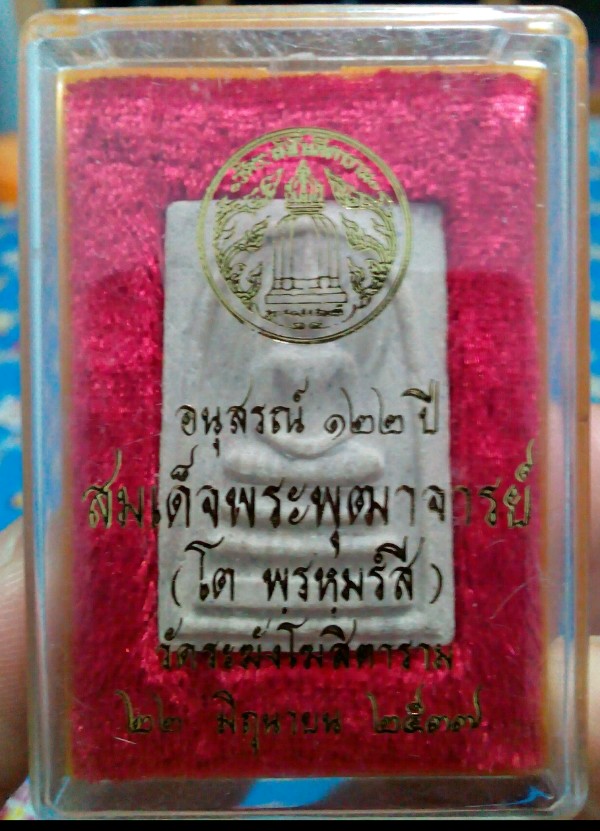 อนุสรณ์ ๑๒๒ ปี
สมเด็จพระพุฒาจารย์
(โต พฺรหฺมรํสี)
วัดระฆังโฆสิตาราม
๒๒ มิถุนายน ๒๕๓๗